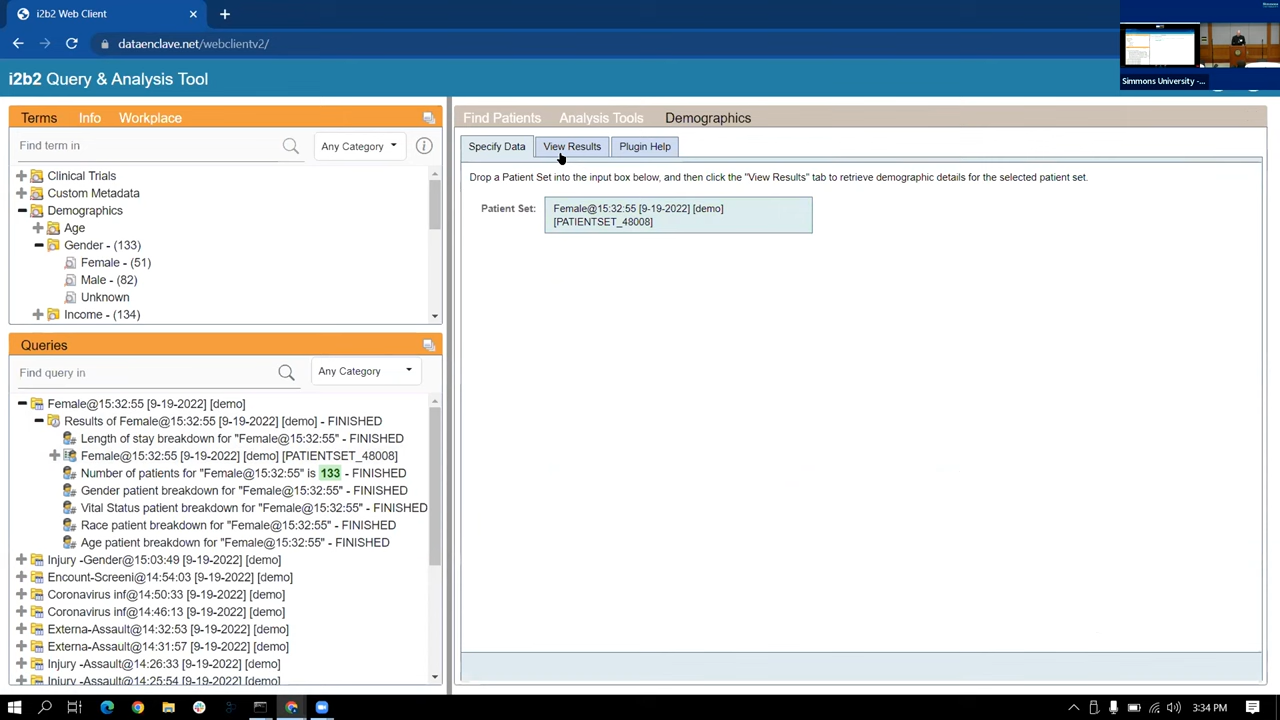 i2b2 Web Client
dataenclave.net/webclientv2/
i2b2 Query & Analysis Tool
Simmons University -...
Terms Info Workplace
Find term in
Any Category
Clinical Trials
Custom Metadata
Demographics
Age
Gender - (133)
Female - (51)
Male - (82)
Unknown
Income - (134)
Queries
Find query in
Any Category
Female@15:32:55 [9-19-2022] [demo]
Results of Female@15:32:55 [9-19-2022] [demo] - FINISHED
Length of stay breakdown for "Female@15:32:55" - FINISHED
Female@15:32:55 [9-19-2022] [demo] [PATIENTSET_48008]
Number of patients for "Female@15:32:55" is 133 - FINISHED
Gender patient breakdown for "Female@15:32:55" - FINISHED
Vital Status patient breakdown for "Female@15:32:55" - FINISHED
Race patient breakdown for "Female@15:32:55" - FINISHED
Age patient breakdown for "Female@15:32:55" - FINISHED
Injury -Gender@15:03:49 [9-19-2022] [demo]
Encount-Screeni@14:54:03 [9-19-2022] [demo]
Coronavirus inf@14:50:33 [9-19-2022] [demo]
Coronavirus inf@14:46:13 [9-19-2022] [demo]
Externa-Assault@14:32:53 [9-19-2022] [demo]
Externa-Assault@14:31:57 [9-19-2022] [demo]
Injury -Assault@14:26:33 [9-19-2022] [demo]
Injury -Assault@14:25:54 [9-19-2022] [demo]
Find Patients Analysis Tools Demographics
Specify Data View Results Plugin Help
Drop a Patient Set into the input box below, and then click the "View Results" tab to retrieve demographic details for the selected patient set.
Patient Set: Female@15:32:55 [9-19-2022] [demo]
[PATIENTSET_48008]
3:34 PM